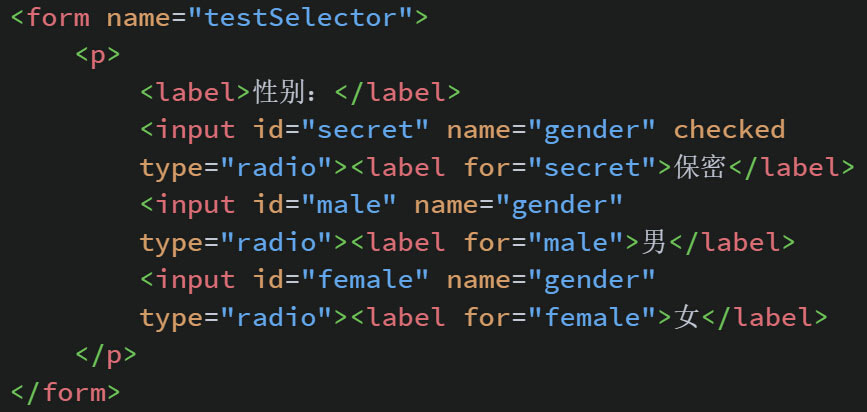 <form name="testSelector">
<p>
<label>性别：</label>
<input id="secret" name="gender" checked
type="radio"><label for="secret">保密</label>
<input id="male" name="gender"
type="radio"><label for="male">男</label>
<input id="female" name="gender"
type="radio"><label for="female">女</label>
</p>
</form>